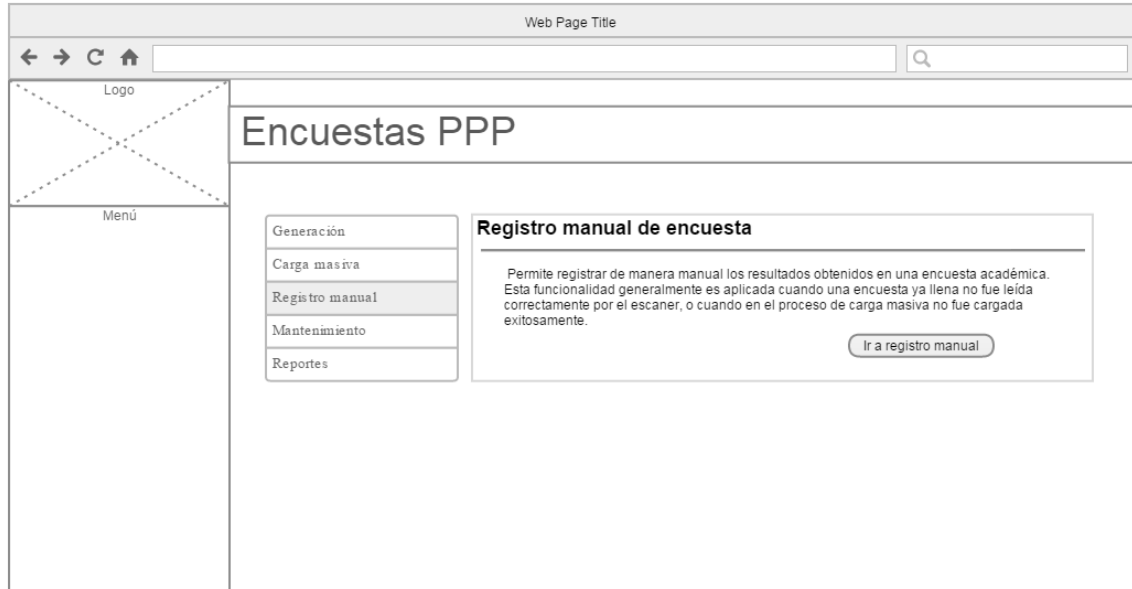 Web Page Title
Logo
Encuestas PPP
Menú
Generación
Carga masiva
Registro manual
Mantenimiento
Reportes
Registro manual de encuesta
Permite registrar de manera manual los resultados obtenidos en una encuesta académica.
Esta funcionalidad generalmente es aplicada cuando una encuesta ya llena no fue leída
correctamente por el escaner, o cuando en el proceso de carga masiva no fue cargada
exitosamente.
Ir a registro manual